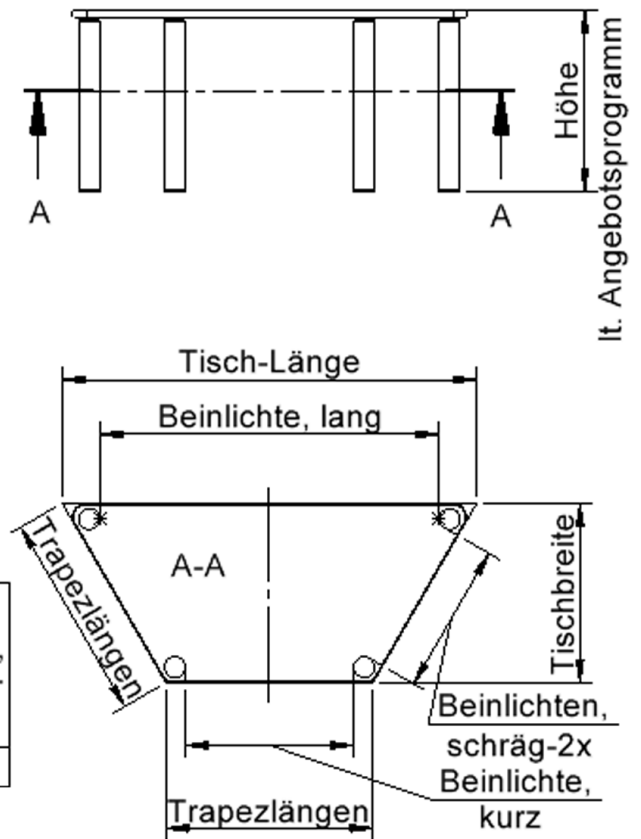 Höhe
lt. Angebotsprogramm
A
A
Tisch-Länge
Beinlichte, lang
Trapezlängen
A-A
Tischbreite
Beinlichten,
schräg-2x
Beinlichte,
kurz
Trapezlängen